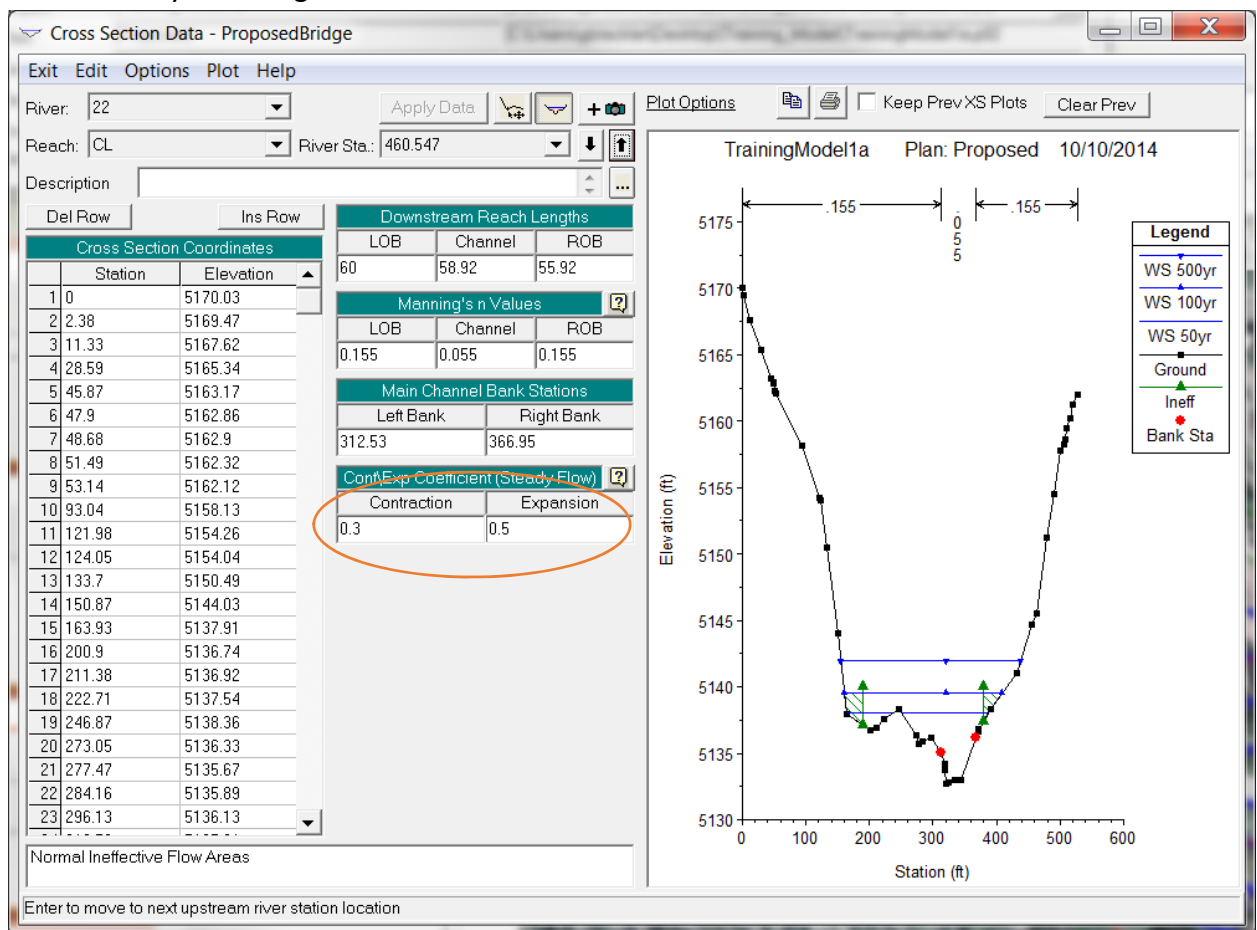 Cross Section Data - ProposedBridge
Exit Edit Options Plot Help
River: 22 Apply Data
Reach: CL River Sta.: 460.547
Description ...
Del Row Ins Row
Cross Section Coordinates
Station Elevation
1 0 5170.03
2 2.38 5169.47
3 11.33 5167.62
4 28.59 5165.34
5 45.87 5163.17
6 47.9 5162.86
7 48.68 5162.9
8 51.49 5162.32
9 53.14 5162.12
10 93.04 5158.13
11 121.98 5154.26
12 124.05 5154.04
13 133.7 5150.49
14 150.87 5144.03
15 163.93 5137.91
16 200.9 5136.74
17 211.38 5136.92
18 222.71 5137.54
19 246.87 5138.36
20 273.05 5136.33
21 277.47 5135.67
22 284.16 5135.89
23 296.13 5136.13
Downstream Reach Lengths
LOB Channel ROB
60 58.92 55.92
Manning's n Values
LOB Channel ROB
0.155 0.055 0.155
Main Channel Bank Stations
Left Bank Right Bank
312.53 366.95
Cont\Exp Coefficient (Steady Flow)
Contraction Expansion
0.3 0.5
Normal Ineffective Flow Areas
Enter to move to next upstream river station location
Plot Options Keep Prev XS Plots Clear Prev
TrainingModel1a Plan: Proposed 10/10/2014
.155 .055 .155
5175
5170
5165
5160
5155
5150
5145
5140
5135
5130
Elevation (ft)
0 100 200 300 400 500 600
Station (ft)
Legend
WS 500yr
WS 100yr
WS 50yr
Ground
Ineff
Bank Sta